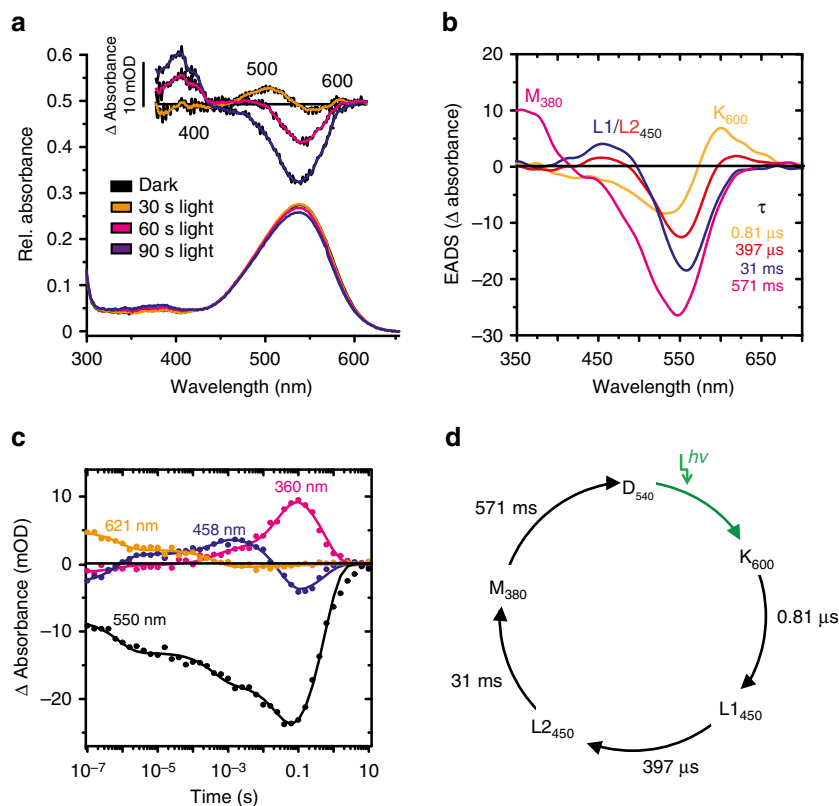 a
Δ Absorbance
10 mOD
500
600
400
0.6
0.5
0.4
0.3
0.2
0.1
0
Rel. absorbance
Dark
30 s light
60 s light
90 s light
300 400 500 600
Wavelength (nm)
b
20
10
0
−10
−20
−30
EADS (Δ absorbance)
M380
L1/L2450
K600
τ
0.81 μs
397 μs
31 ms
571 ms
350 450 550 650
Wavelength (nm)
c
10
0
−10
−20
Δ Absorbance (mOD)
621 nm
458 nm
360 nm
550 nm
10−7 10−5 10−3 0.1 10
Time (s)
d
hv
D540
K600
0.81 μs
L1450
397 μs
L2450
31 ms
M380
571 ms